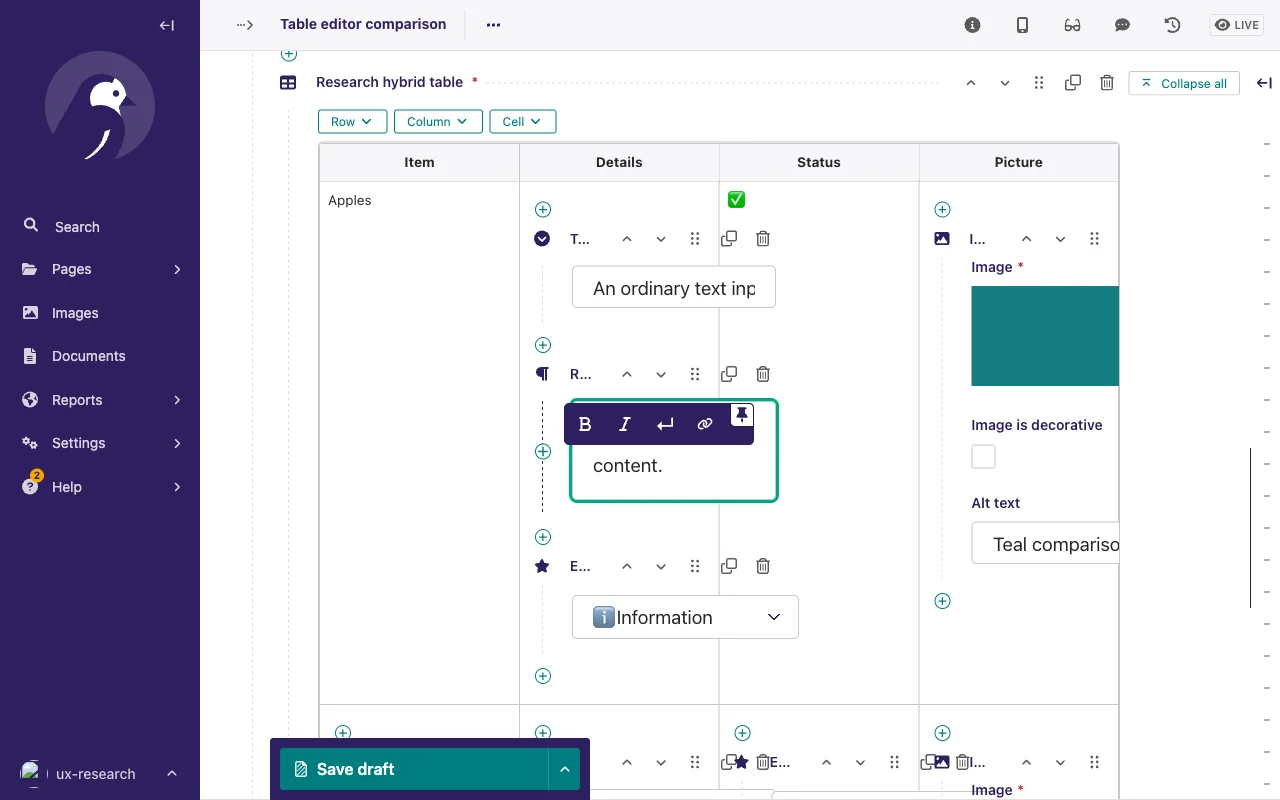 Table editor comparison
LIVE
Research hybrid table *
Collapse all
Row
Column
Cell
Item
Details
Status
Picture
Apples
T...
I...
Image *
An ordinary text inp
R...
B I
content.
Image is decorative
Alt text
Teal compariso
E...
Information
E...
I...
Image *
Search
Pages
Images
Documents
Reports
Settings
2
Help
ux-research
Save draft